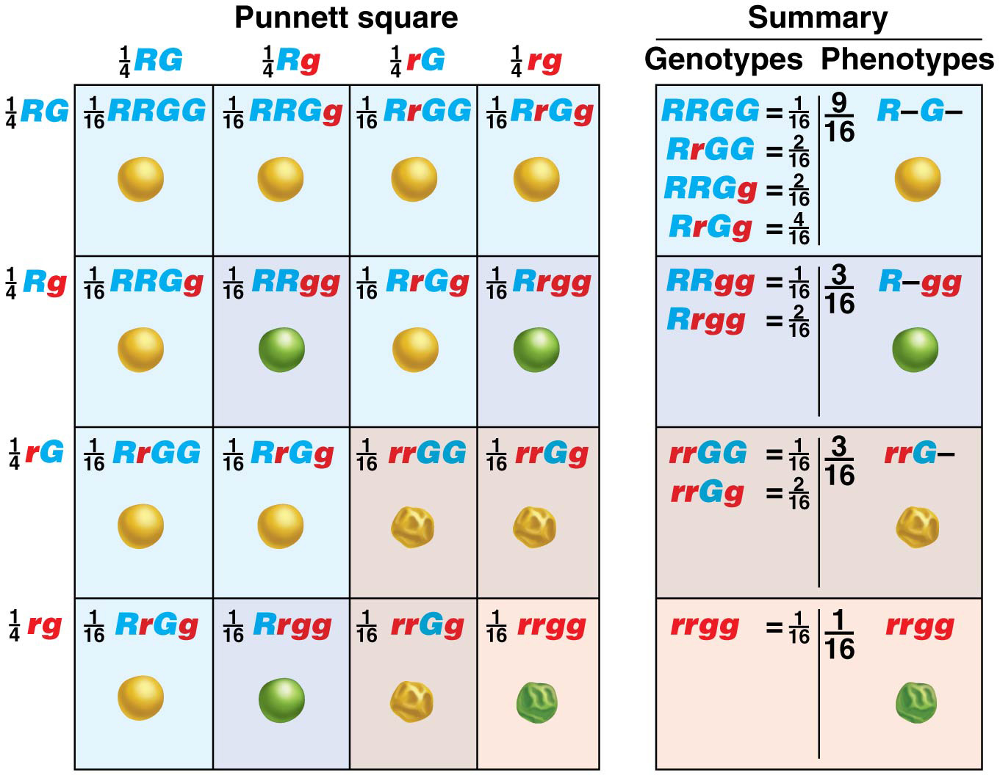 Punnett square
Summary
Genotypes Phenotypes
1/4 RG 1/4 Rg 1/4 rG 1/4 rg
1/4 RG 1/16 RRGG 1/16 RRGg 1/16 RrGG 1/16 RrGg
1/4 Rg 1/16 RRGg 1/16 RRgg 1/16 RrGg 1/16 Rrgg
1/4 rG 1/16 RrGG 1/16 RrGg 1/16 rrGG 1/16 rrGg
1/4 rg 1/16 RrGg 1/16 Rrgg 1/16 rrGg 1/16 rrgg
RRGG = 1/16 9/16 R–G–
RrGG = 2/16
RRGg = 2/16
RrGg = 4/16
RRgg = 1/16 3/16 R–gg
Rrgg = 2/16
rrGG = 1/16 3/16 rrG–
rrGg = 2/16
rrgg = 1/16 1/16 rrgg